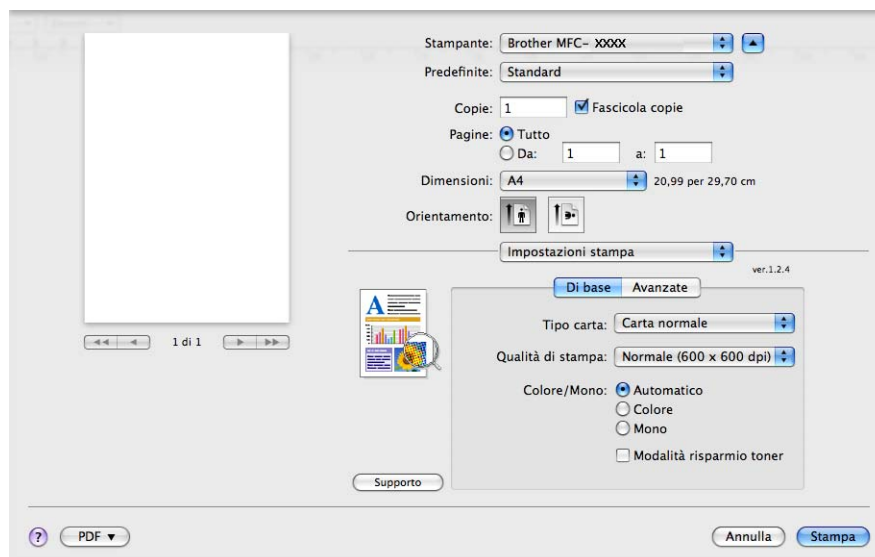 Stampante: Brother MFC- XXXX
Predefinite: Standard
Copie: 1 Fascicola copie
Pagine: Tutto
Da: 1 a: 1
Dimensioni: A4 20,99 per 29,70 cm
Orientamento:
Impostazioni stampa
ver.1.2.4
Di base Avanzate
Tipo carta: Carta normale
Qualità di stampa: Normale (600 x 600 dpi)
Colore/Mono: Automatico
Colore
Mono
Modalità risparmio toner
1 di 1
Supporto
? PDF Annulla Stampa